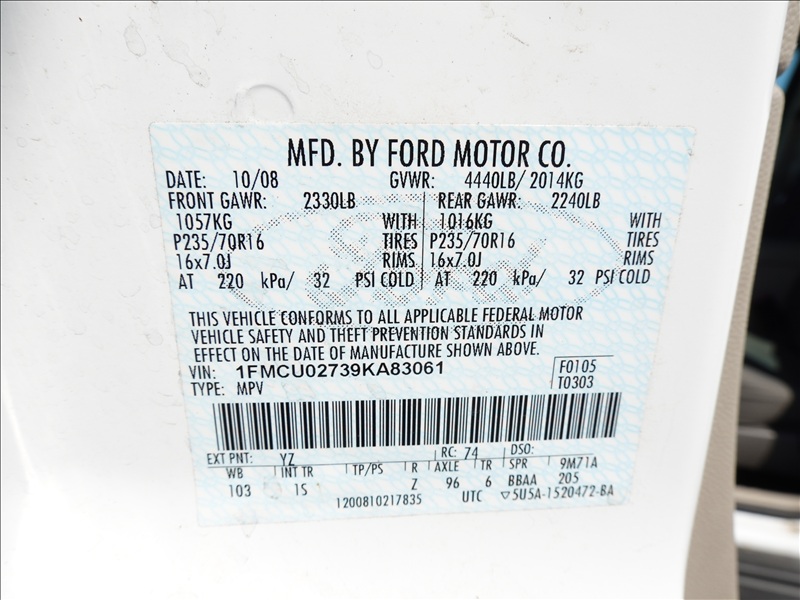 MFD. BY FORD MOTOR CO.
DATE: 10/08 GVWR: 4440LB/ 2014KG
FRONT GAWR: 2330LB REAR GAWR: 2240LB
1057KG WITH 1016KG WITH
P235/70R16 TIRES P235/70R16 TIRES
16x7.0J RIMS 16x7.0J RIMS
AT 220 kPa/ 32 PSI COLD AT 220 kPa/ 32 PSI COLD
THIS VEHICLE CONFORMS TO ALL APPLICABLE FEDERAL MOTOR
VEHICLE SAFETY AND THEFT PREVENTION STANDARDS IN
EFFECT ON THE DATE OF MANUFACTURE SHOWN ABOVE.
VIN: 1FMCU02739KA83061 F0105
TYPE: MPV T0303
EXT PNT: YZ RC: 74 DSO:
WB INT TR TP/PS R AXLE TR SPR 9M71A
103 1S Z 96 6 BBAA 205
1200810217835 UTC ▽5U5A-1520472-BA